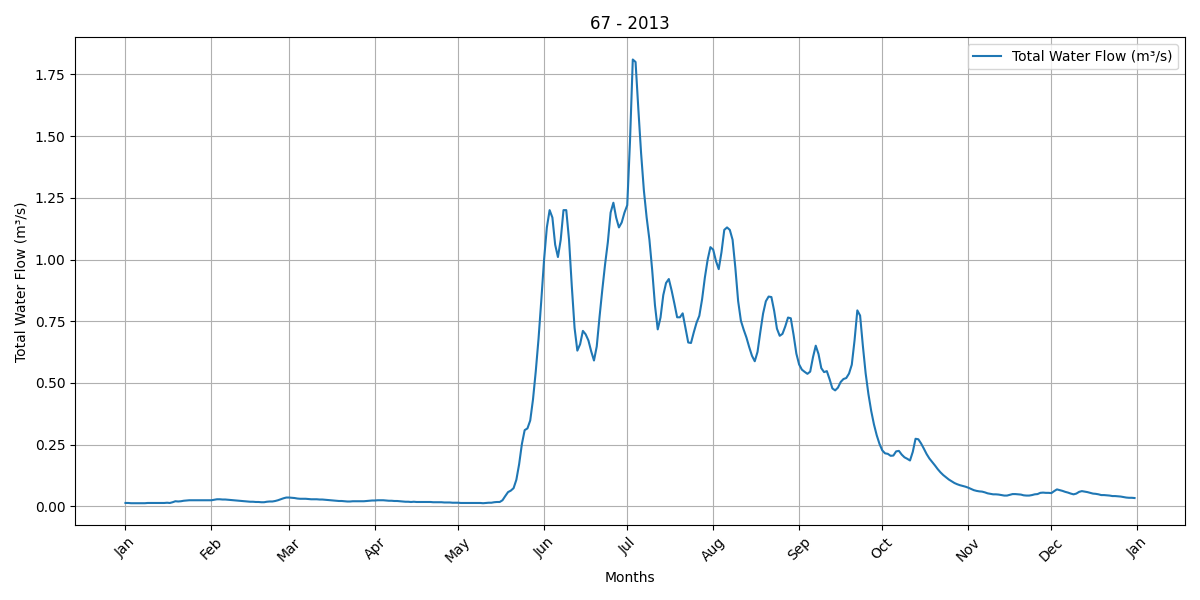 67 - 2013
Total Water Flow (m³/s)
Total Water Flow (m³/s)
1.75
1.50
1.25
1.00
0.75
0.50
0.25
0.00
Jan Feb Mar Apr May Jun Jul Aug Sep Oct Nov Dec Jan
Months